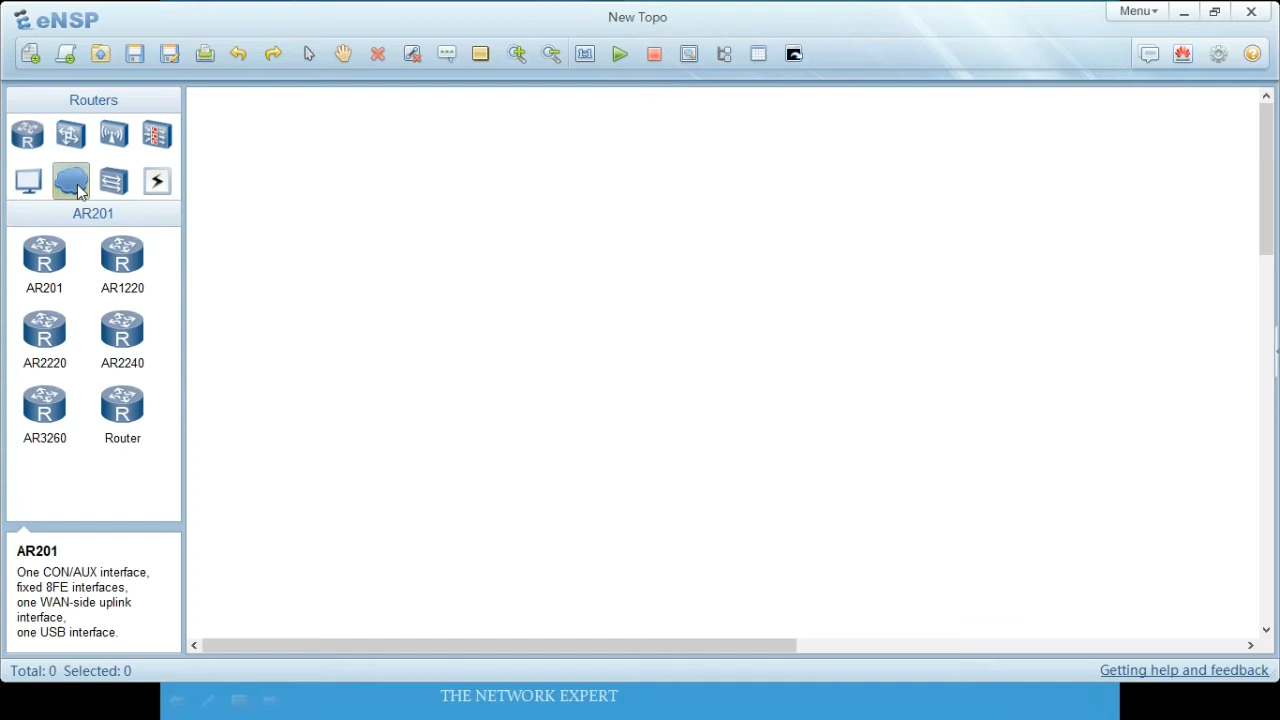 eNSP
New Topo
Menu
1:1
Routers
R
AR201
R
R
AR201
AR1220
R
R
AR2220
AR2240
R
R
AR3260
Router
AR201
One CON/AUX interface,
fixed 8FE interfaces,
one WAN-side uplink
interface,
one USB interface.
Total: 0 Selected: 0
Getting help and feedback
THE NETWORK EXPERT